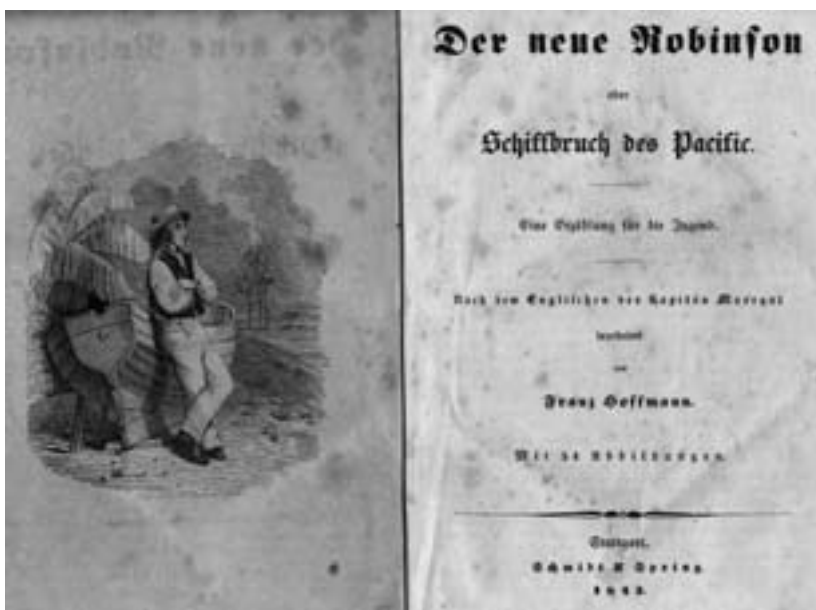 Der neue Robinson
oder
Schiffbruch des Pacific.
Eine Erzählung für die Jugend.
Nach dem Englischen des Kapitän Marryat
bearbeitet
von
Franz Hoffmann.
Mit Abbildungen.
Stuttgart,
Schmidt & Spring.